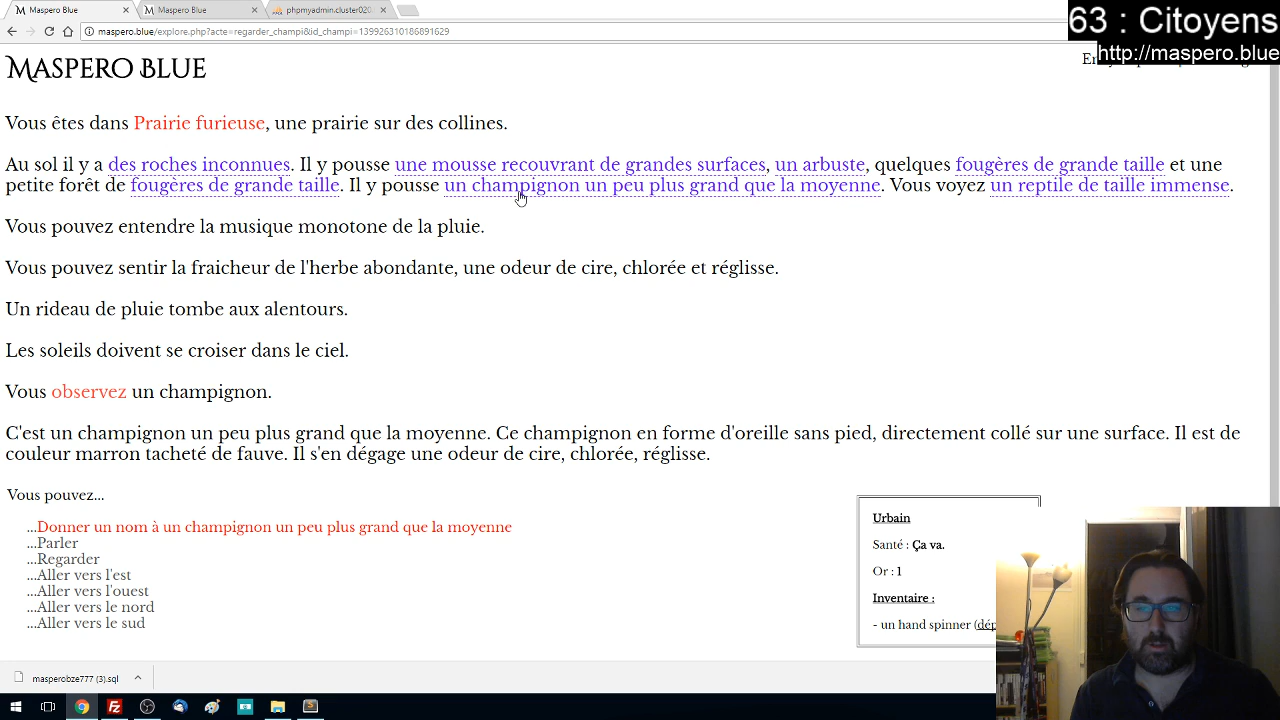 Maspero Blue
Maspero Blue
phpmyadmin.cluster020.
63 : Citoyens
maspero.blue/explore.php?acte=regarder_champi&id_champi=139926310186891629
http://maspero.blue
Maspero Blue
Vous êtes dans Prairie furieuse, une prairie sur des collines.
Au sol il y a des roches inconnues. Il y pousse une mousse recouvrant de grandes surfaces, un arbuste, quelques fougères de grande taille et une
petite forêt de fougères de grande taille. Il y pousse un champignon un peu plus grand que la moyenne. Vous voyez un reptile de taille immense.
Vous pouvez entendre la musique monotone de la pluie.
Vous pouvez sentir la fraicheur de l'herbe abondante, une odeur de cire, chlorée et réglisse.
Un rideau de pluie tombe aux alentours.
Les soleils doivent se croiser dans le ciel.
Vous observez un champignon.
C'est un champignon un peu plus grand que la moyenne. Ce champignon en forme d'oreille sans pied, directement collé sur une surface. Il est de
couleur marron tacheté de fauve. Il s'en dégage une odeur de cire, chlorée, réglisse.
Vous pouvez...
...Donner un nom à un champignon un peu plus grand que la moyenne
...Parler
...Regarder
...Aller vers l'est
...Aller vers l'ouest
...Aller vers le nord
...Aller vers le sud
Urbain
Santé : Ça va.
Or : 1
Inventaire :
- un hand spinner (dép
masperobze777 (3).sql